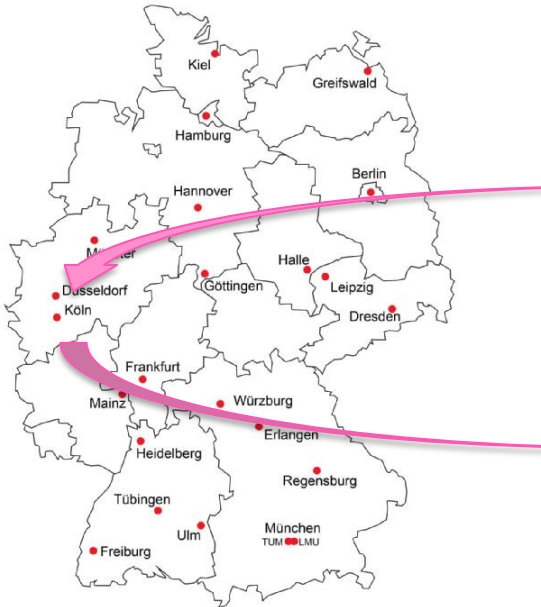 Kiel
Greifswald
Hamburg
Berlin
Hannover
Düsseldorf
Köln
Göttingen
Halle
Leipzig
Dresden
Frankfurt
Mainz
Würzburg
Erlangen
Heidelberg
Regensburg
Tübingen
Ulm
München
TUM LMU
Freiburg